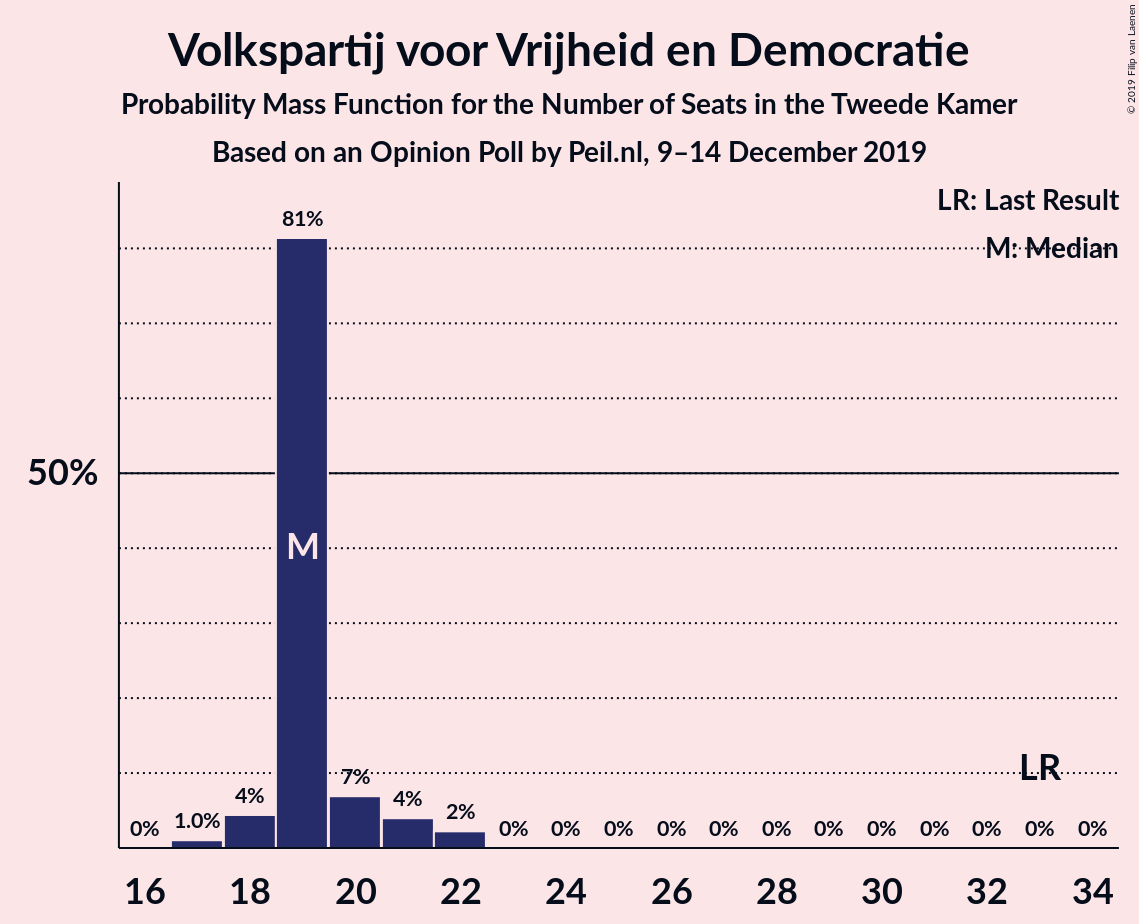 Volkspartij voor Vrijheid en Democratie
Probability Mass Function for the Number of Seats in the Tweede Kamer
Based on an Opinion Poll by Peil.nl, 9–14 December 2019
© 2019 Filip van Laenen
LR: Last Result
M: Median
50%
81%
M
LR
0% 1.0% 4% 7% 4% 2% 0% 0% 0% 0% 0% 0% 0% 0% 0% 0% 0% 0%
16 18 20 22 24 26 28 30 32 34